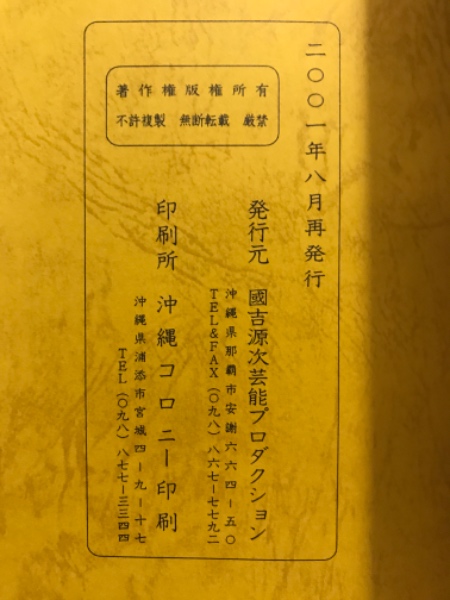 二〇〇一年八月再発行
著作権版権所有
不許複製 無断転載 厳禁
発行元 國吉源次芸能プロダクション
沖縄県那覇市安謝六六四ー五〇
TEL&FAX(〇九八)八六七ー七七九二
印刷所 沖縄コロニー印刷
沖縄県浦添市宮城四ー九ー十七
TEL(〇九八)八七七ー三三四四